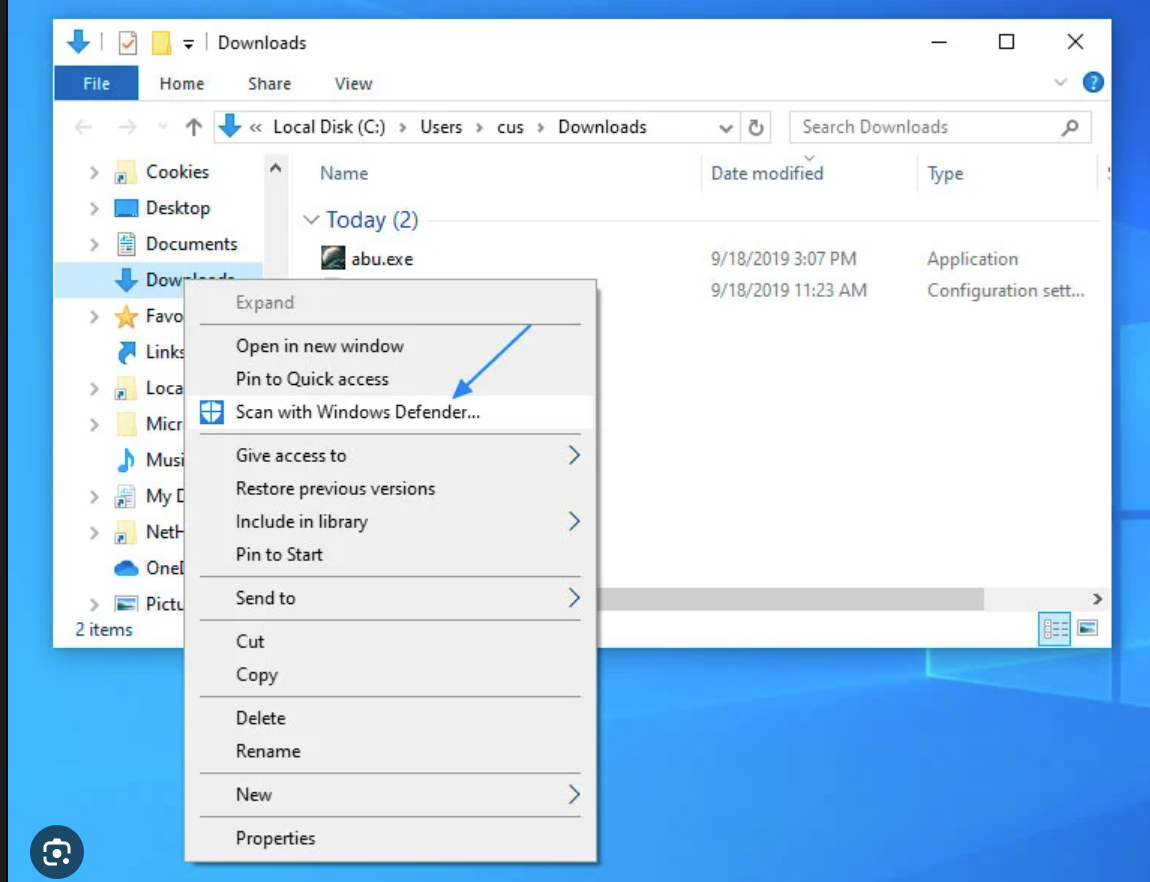 Downloads
File Home Share View
« Local Disk (C:) > Users > cus > Downloads
Search Downloads
Cookies
Desktop
Documents
Favo
Links
Loca
Micr
Musi
My D
NetH
OneD
Pictu
2 items
Name Date modified Type
Today (2)
abu.exe 9/18/2019 3:07 PM Application
9/18/2019 11:23 AM Configuration sett...
Expand
Open in new window
Pin to Quick access
Scan with Windows Defender...
Give access to
Restore previous versions
Include in library
Pin to Start
Send to
Cut
Copy
Delete
Rename
New
Properties